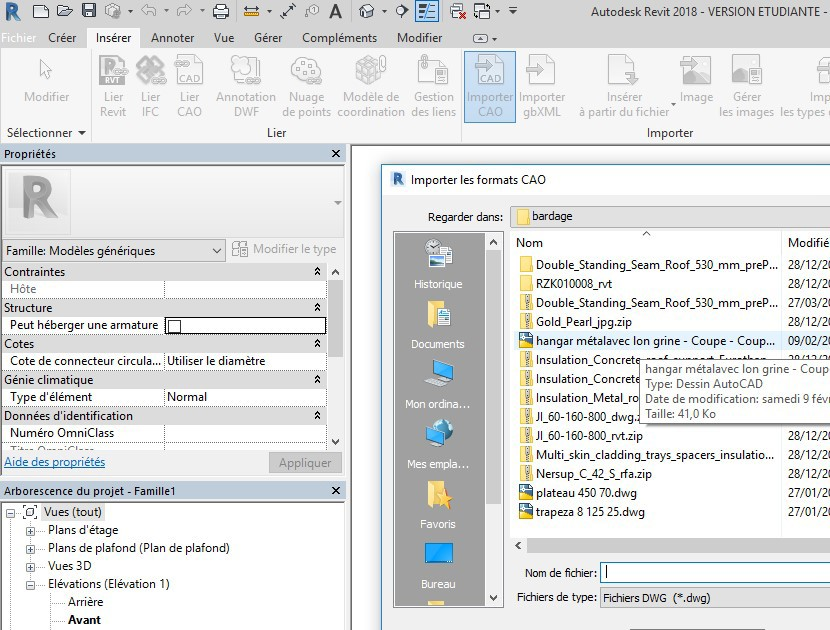 Autodesk Revit 2018 - VERSION ETUDIANTE -
Fichier Créer Insérer Annoter Vue Gérer Compléments Modifier
Modifier
Lier Revit
Lier IFC
Lier CAO
Annotation DWF
Nuage de points
Modèle de coordination
Gestion des liens
Importer CAO
Importer gbXML
Insérer à partir du fichier
Image
Gérer les images
Imp
les types
Sélectionner
Lier
Importer
Propriétés
Famille: Modèles génériques
Modifier le type
Contraintes
Hôte
Structure
Peut héberger une armature
Cotes
Cote de connecteur circula... Utiliser le diamètre
Génie climatique
Type d'élément Normal
Données d'identification
Numéro OmniClass
Titre OmniClass
Aide des propriétés
Appliquer
Arborescence du projet - Famille1
Vues (tout)
Plans d'étage
Plans de plafond (Plan de plafond)
Vues 3D
Elévations (Elévation 1)
Arrière
Avant
Importer les formats CAO
Regarder dans: bardage
Historique
Documents
Mon ordina...
Mes empla...
Favoris
Bureau
Nom Modifié
Double_Standing_Seam_Roof_530_mm_preP... 28/12/20
RZK010008_rvt 28/12/20
Double_Standing_Seam_Roof_530_mm_preP... 27/03/20
Gold_Pearl_jpg.zip 28/12/20
hangar métalavec lon grine - Coupe - Coup... 09/02/20
Insulation_Concrete
Insulation_Concrete_
Insulation_Metal_ro
JI_60-160-800_dwg.z
JI_60-160-800_rvt.zip 28/12/20
Multi_skin_cladding_trays_spacers_insulatio... 28/12/20
Nersup_C_42_S_rfa.zip 28/12/20
plateau 450 70.dwg 27/01/20
trapeza 8 125 25.dwg 27/01/20
hangar métalavec lon grine - Coup
Type: Dessin AutoCAD
Date de modification: samedi 9 fév
Taille: 41,0 Ko
Nom de fichier:
Fichiers de type: Fichiers DWG (*.dwg)